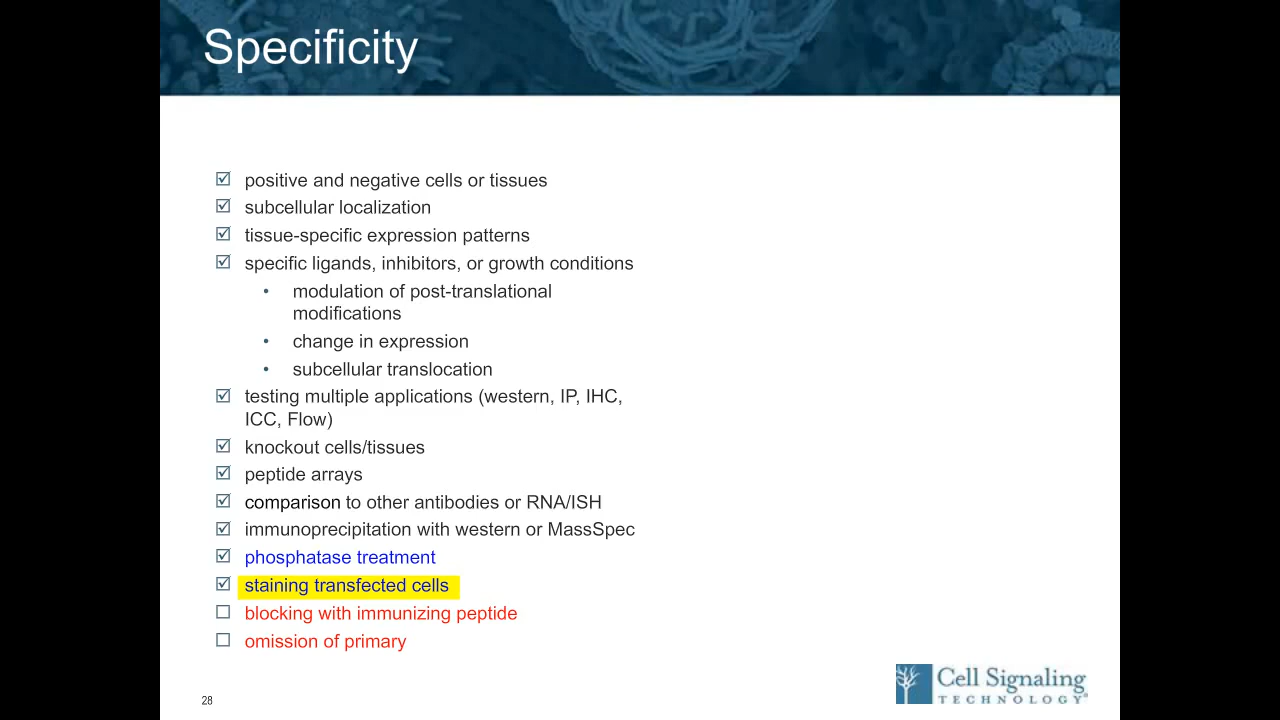 Specificity
positive and negative cells or tissues
subcellular localization
tissue-specific expression patterns
specific ligands, inhibitors, or growth conditions
• modulation of post-translational
modifications
• change in expression
• subcellular translocation
testing multiple applications (western, IP, IHC,
ICC, Flow)
knockout cells/tissues
peptide arrays
comparison to other antibodies or RNA/ISH
immunoprecipitation with western or MassSpec
phosphatase treatment
staining transfected cells
blocking with immunizing peptide
omission of primary
28
Cell Signaling
TECHNOLOGY®